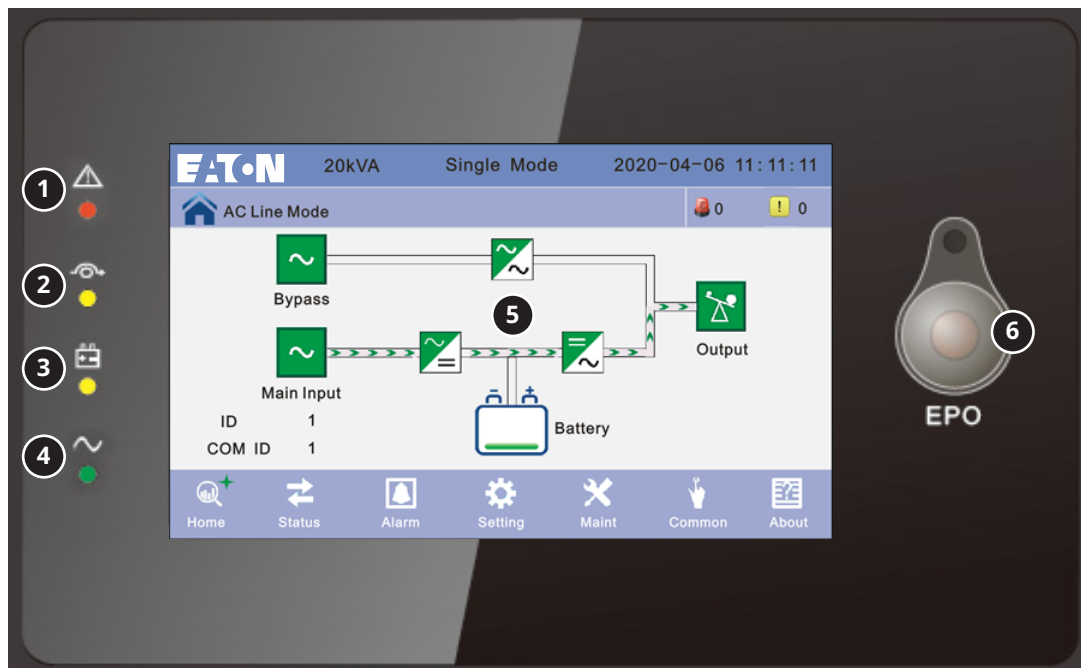 EATON 20kVA Single Mode 2020-04-06 11:11:11
AC Line Mode 0 ! 0
1
2
3
4
Bypass
5
6
Main Input
Output
ID 1
COM ID 1
Battery
EPO
Home Status Alarm Setting Maint Common About